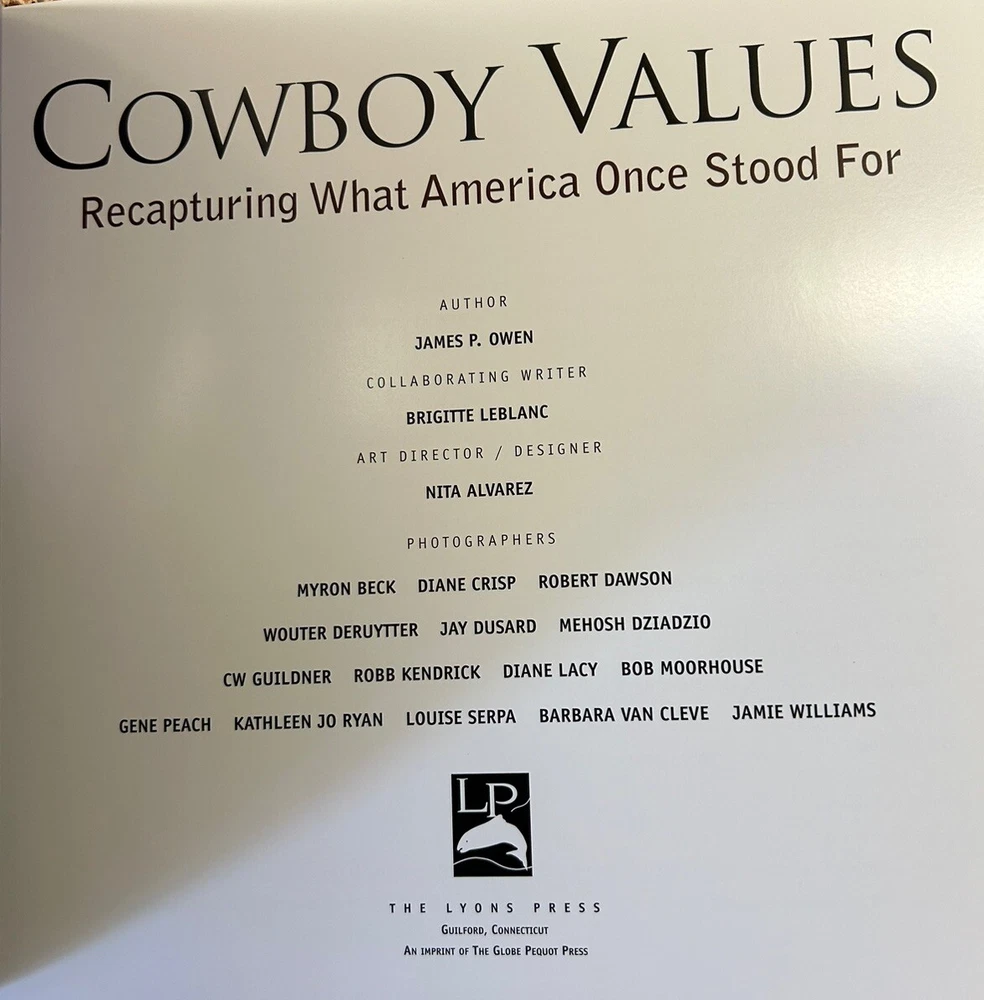 COWBOY VALUES
Recapturing What America Once Stood For
AUTHOR
JAMES P. OWEN
COLLABORATING WRITER
BRIGITTE LEBLANC
ART DIRECTOR / DESIGNER
NITA ALVAREZ
PHOTOGRAPHERS
MYRON BECK DIANE CRISP ROBERT DAWSON
WOUTER DERUYTTER JAY DUSARD MEHOSH DZIADZIO
CW GUILDNER ROBB KENDRICK DIANE LACY BOB MOORHOUSE
GENE PEACH KATHLEEN JO RYAN LOUISE SERPA BARBARA VAN CLEVE JAMIE WILLIAMS
LP
THE LYONS PRESS
GUILFORD, CONNECTICUT
AN IMPRINT OF THE GLOBE PEQUOT PRESS